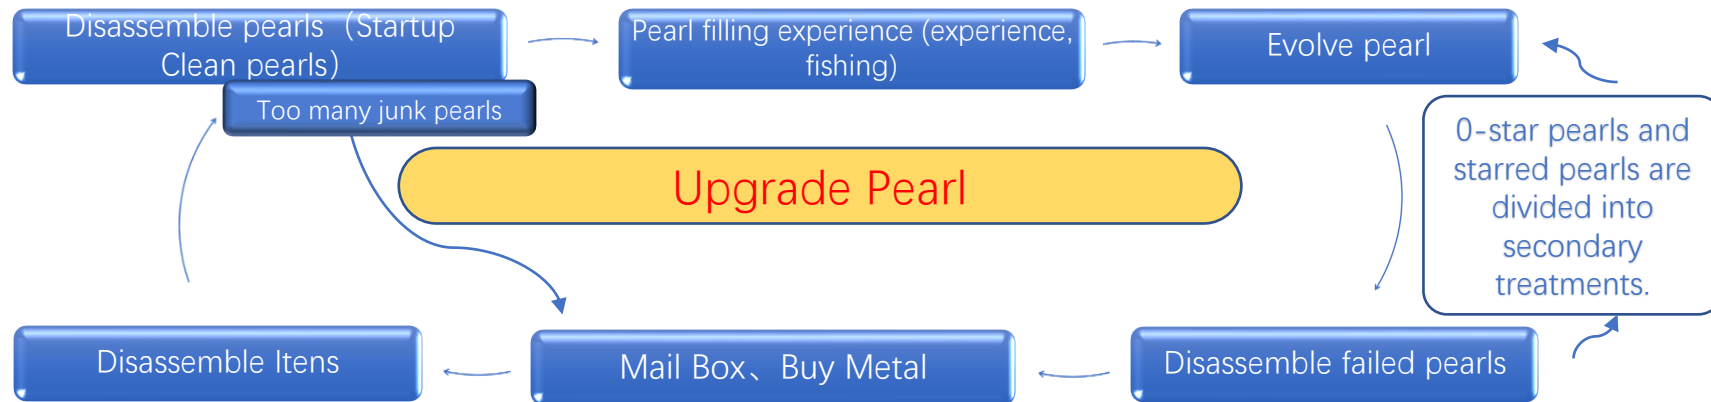 Disassemble pearls（Startup
Clean pearls）
Pearl filling experience (experience,
fishing)
Evolve pearl
Too many junk pearls
0-star pearls and
starred pearls are
divided into
secondary
treatments.
Upgrade Pearl
Disassemble Itens
Mail Box、Buy Metal
Disassemble failed pearls